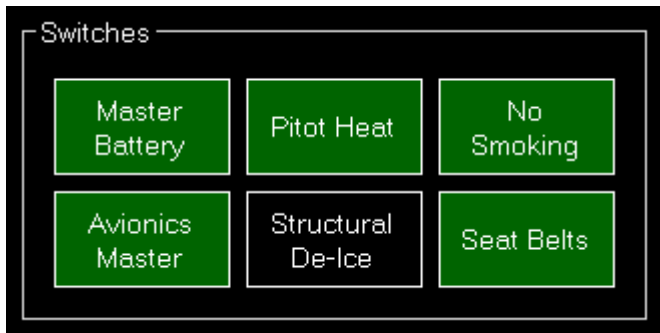 Switches
Master
Battery
Pitot Heat
No
Smoking
Avionics
Master
Structural
De-Ice
Seat Belts